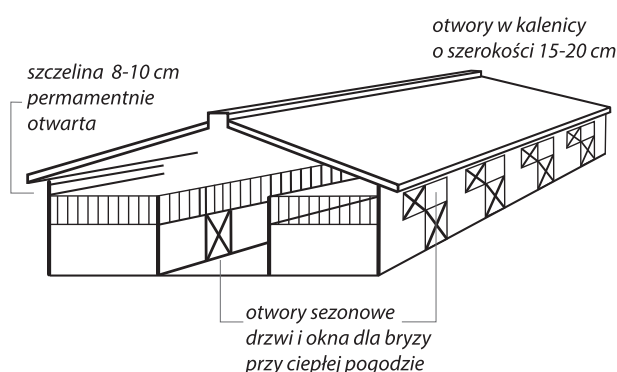 otwory w kalenicy
o szerokości 15-20 cm
szczelina 8-10 cm
permamentnie
otwarta
otwory sezonowe
drzwi i okna dla bryzy
przy ciepłej pogodzie